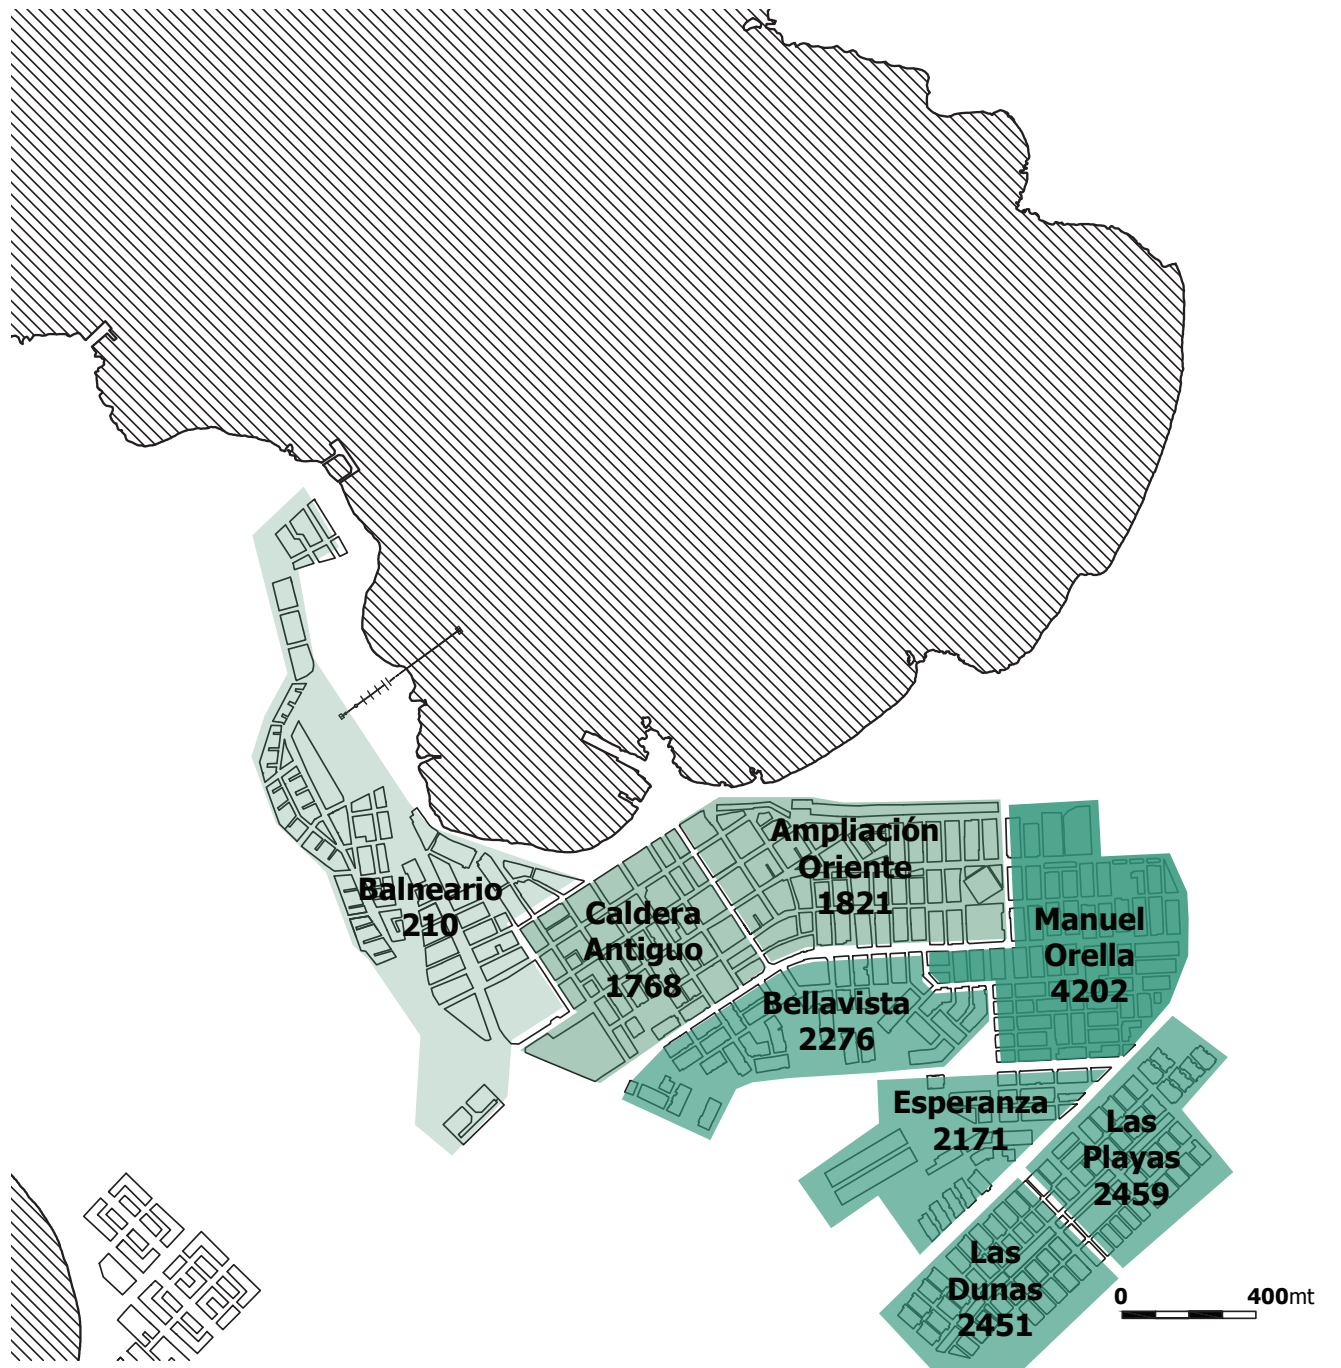 Ampliación
Oriente
1821
Balneario
210
Caldera
Antiguo
1768
Manuel
Orella
4202
Bellavista
2276
Esperanza
2171
Las
Playas
2459
Las
Dunas
2451
0 400mt